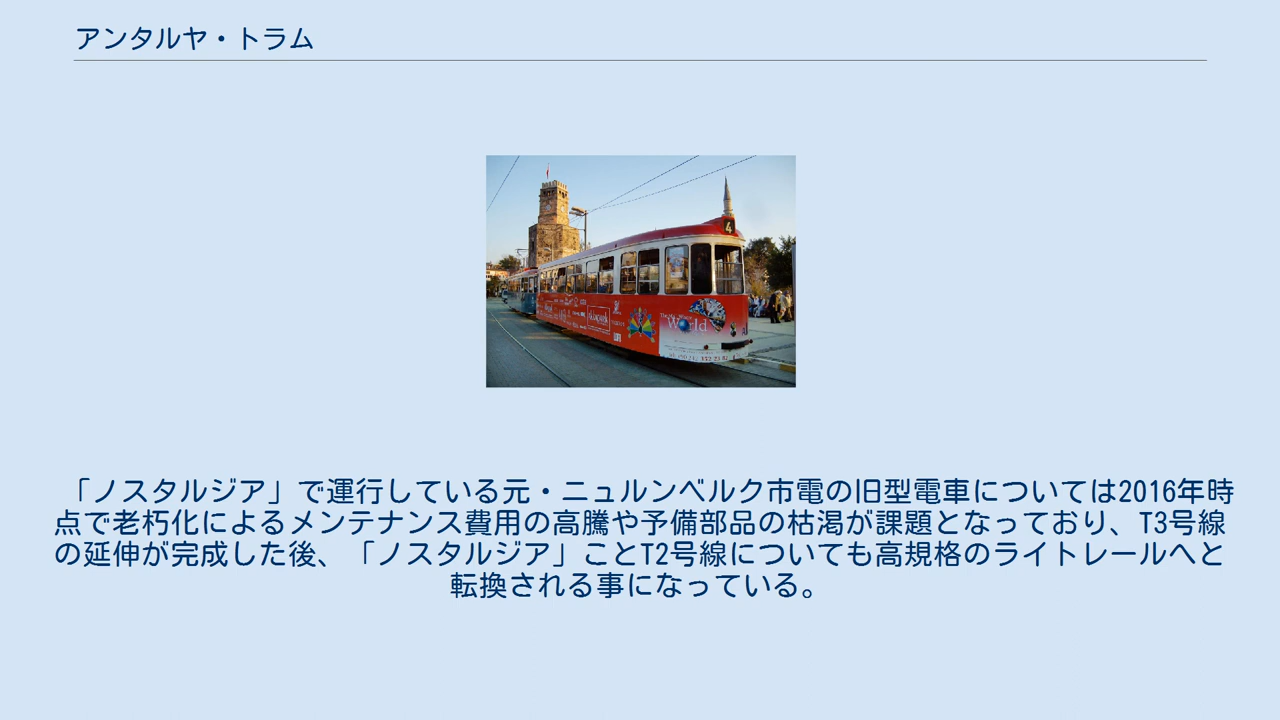 アンタルヤ・トラム
4
World
「ノスタルジア」で運行している元・ニュルンベルク市電の旧型電車については2016年時
点で老朽化によるメンテナンス費用の高騰や予備部品の枯渇が課題となっており、T3号線
の延伸が完成した後、「ノスタルジア」ことT2号線についても高規格のライトレールへと
転換される事になっている。